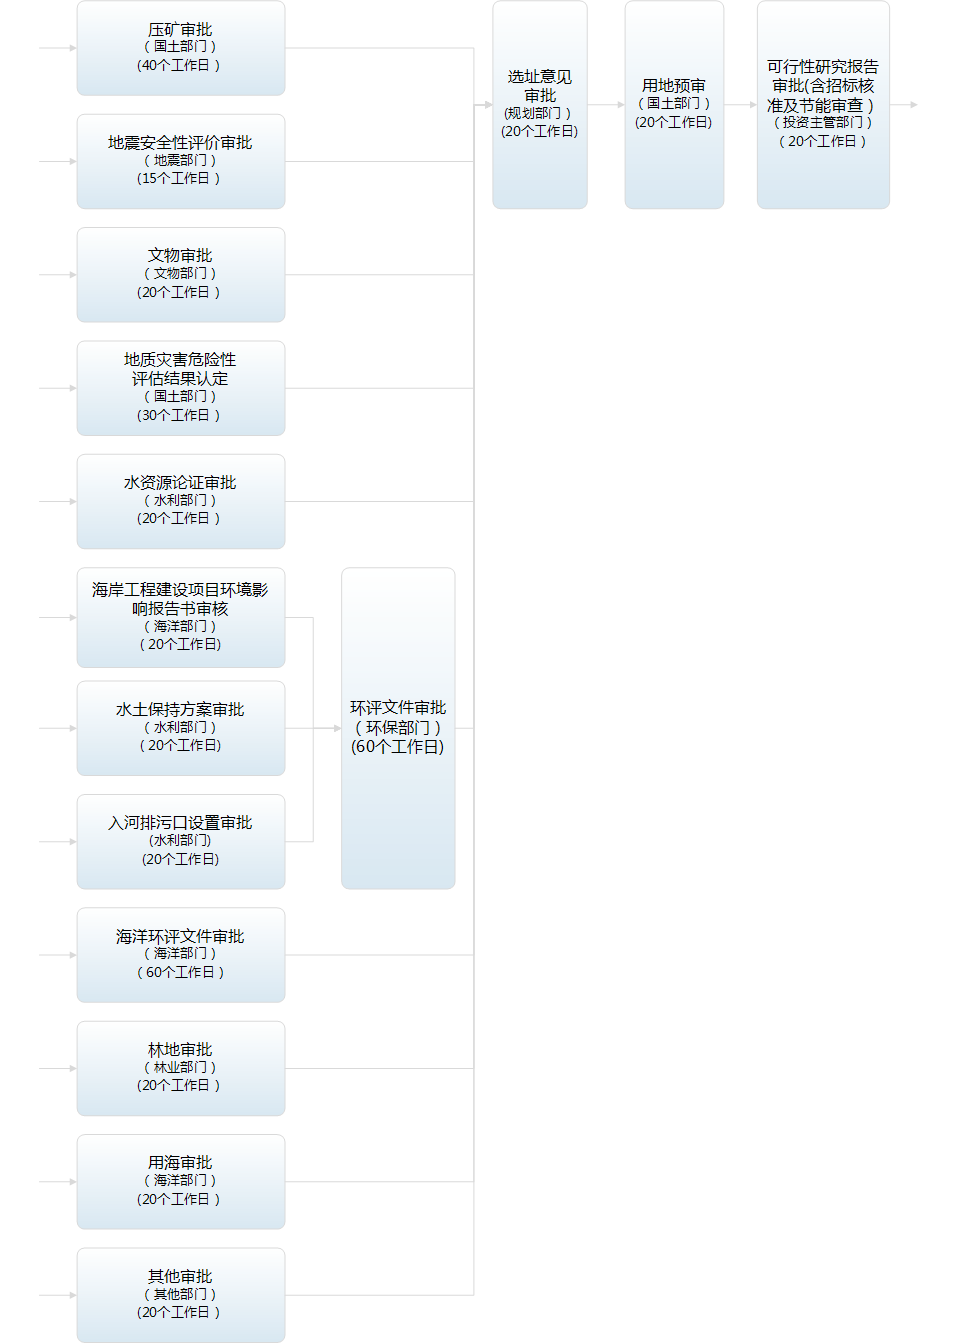 压矿审批
（国土部门）
(40个工作日）
地震安全性评价审批
（地震部门）
(15个工作日）
文物审批
（文物部门）
(20个工作日）
地质灾害危险性
评估结果认定
（国土部门）
(30个工作日）
水资源论证审批
（水利部门）
(20个工作日）
海岸工程建设项目环境影
响报告书审核
（海洋部门）
（20个工作日)
水土保持方案审批
（水利部门）
（20个工作日)
入河排污口设置审批
(水利部门)
(20个工作日)
海洋环评文件审批
（海洋部门）
（60个工作日）
林地审批
（林业部门）
(20个工作日）
用海审批
（海洋部门）
(20个工作日）
其他审批
（其他部门）
(20个工作日）
环评文件审批
（环保部门）
(60个工作日)
选址意见
审批
(规划部门）
(20个工作日)
用地预审
（国土部门）
(20个工作日)
可行性研究报告
审批(含招标核
准及节能审查）
（投资主管部门）
（20个工作日）